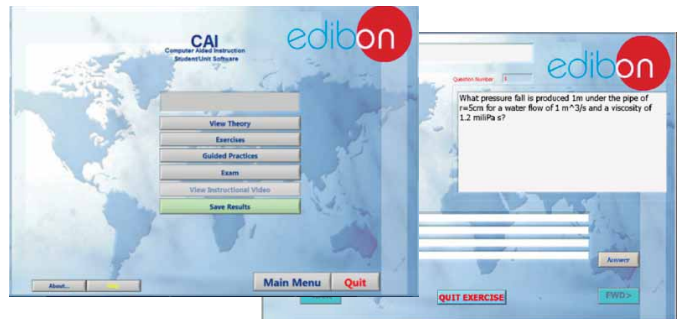 CAI
Computer Aided Instruction
Student/Unit Software
edibon
View Theory
Exercises
Guided Practices
Exam
View Instructional Video
Save Results
About...
Main Menu
Quit
edibon
Question Number
1
What pressure fall is produced 1m under the pipe of
r=5cm for a water flow of 1 m^3/s and a viscosity of
1.2 miliPa s?
Answer
QUIT EXERCISE
FWD>